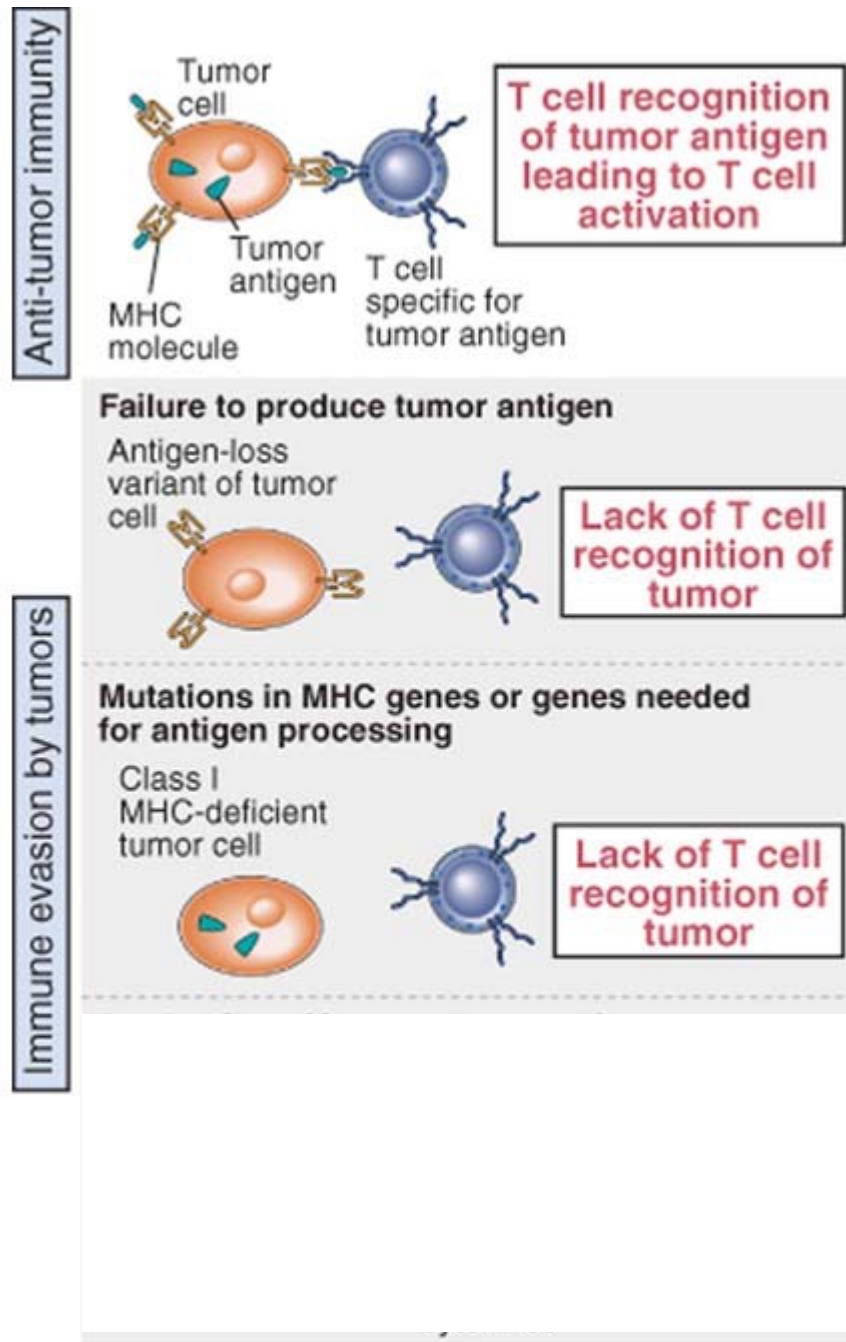 Anti-tumor immunity
Tumor
cell
Tumor
antigen
MHC
molecule
T cell
specific for
tumor antigen
T cell recognition
of tumor antigen
leading to T cell
activation
Immune evasion by tumors
Failure to produce tumor antigen
Antigen-loss
variant of tumor
cell
Lack of T cell
recognition of
tumor
Mutations in MHC genes or genes needed
for antigen processing
Class I
MHC-deficient
tumor cell
Lack of T cell
recognition of
tumor